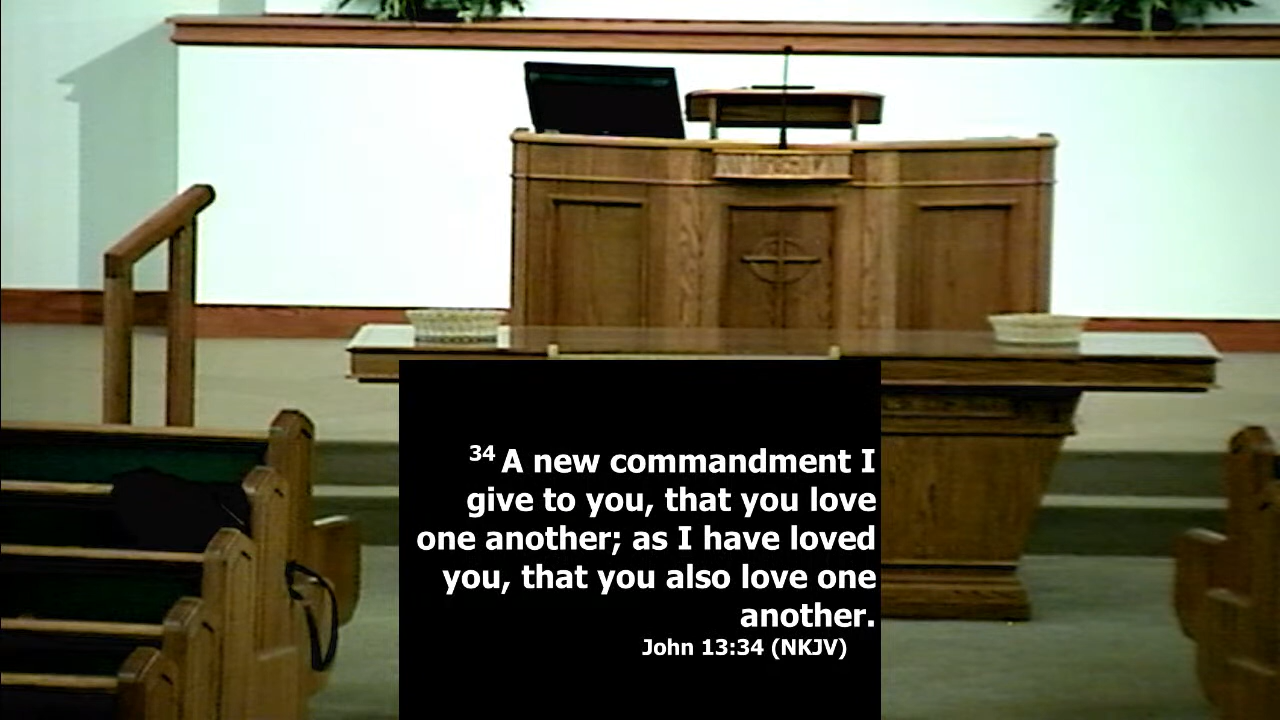 34 A new commandment I
give to you, that you love
one another; as I have loved
you, that you also love one
another.
John 13:34 (NKJV)